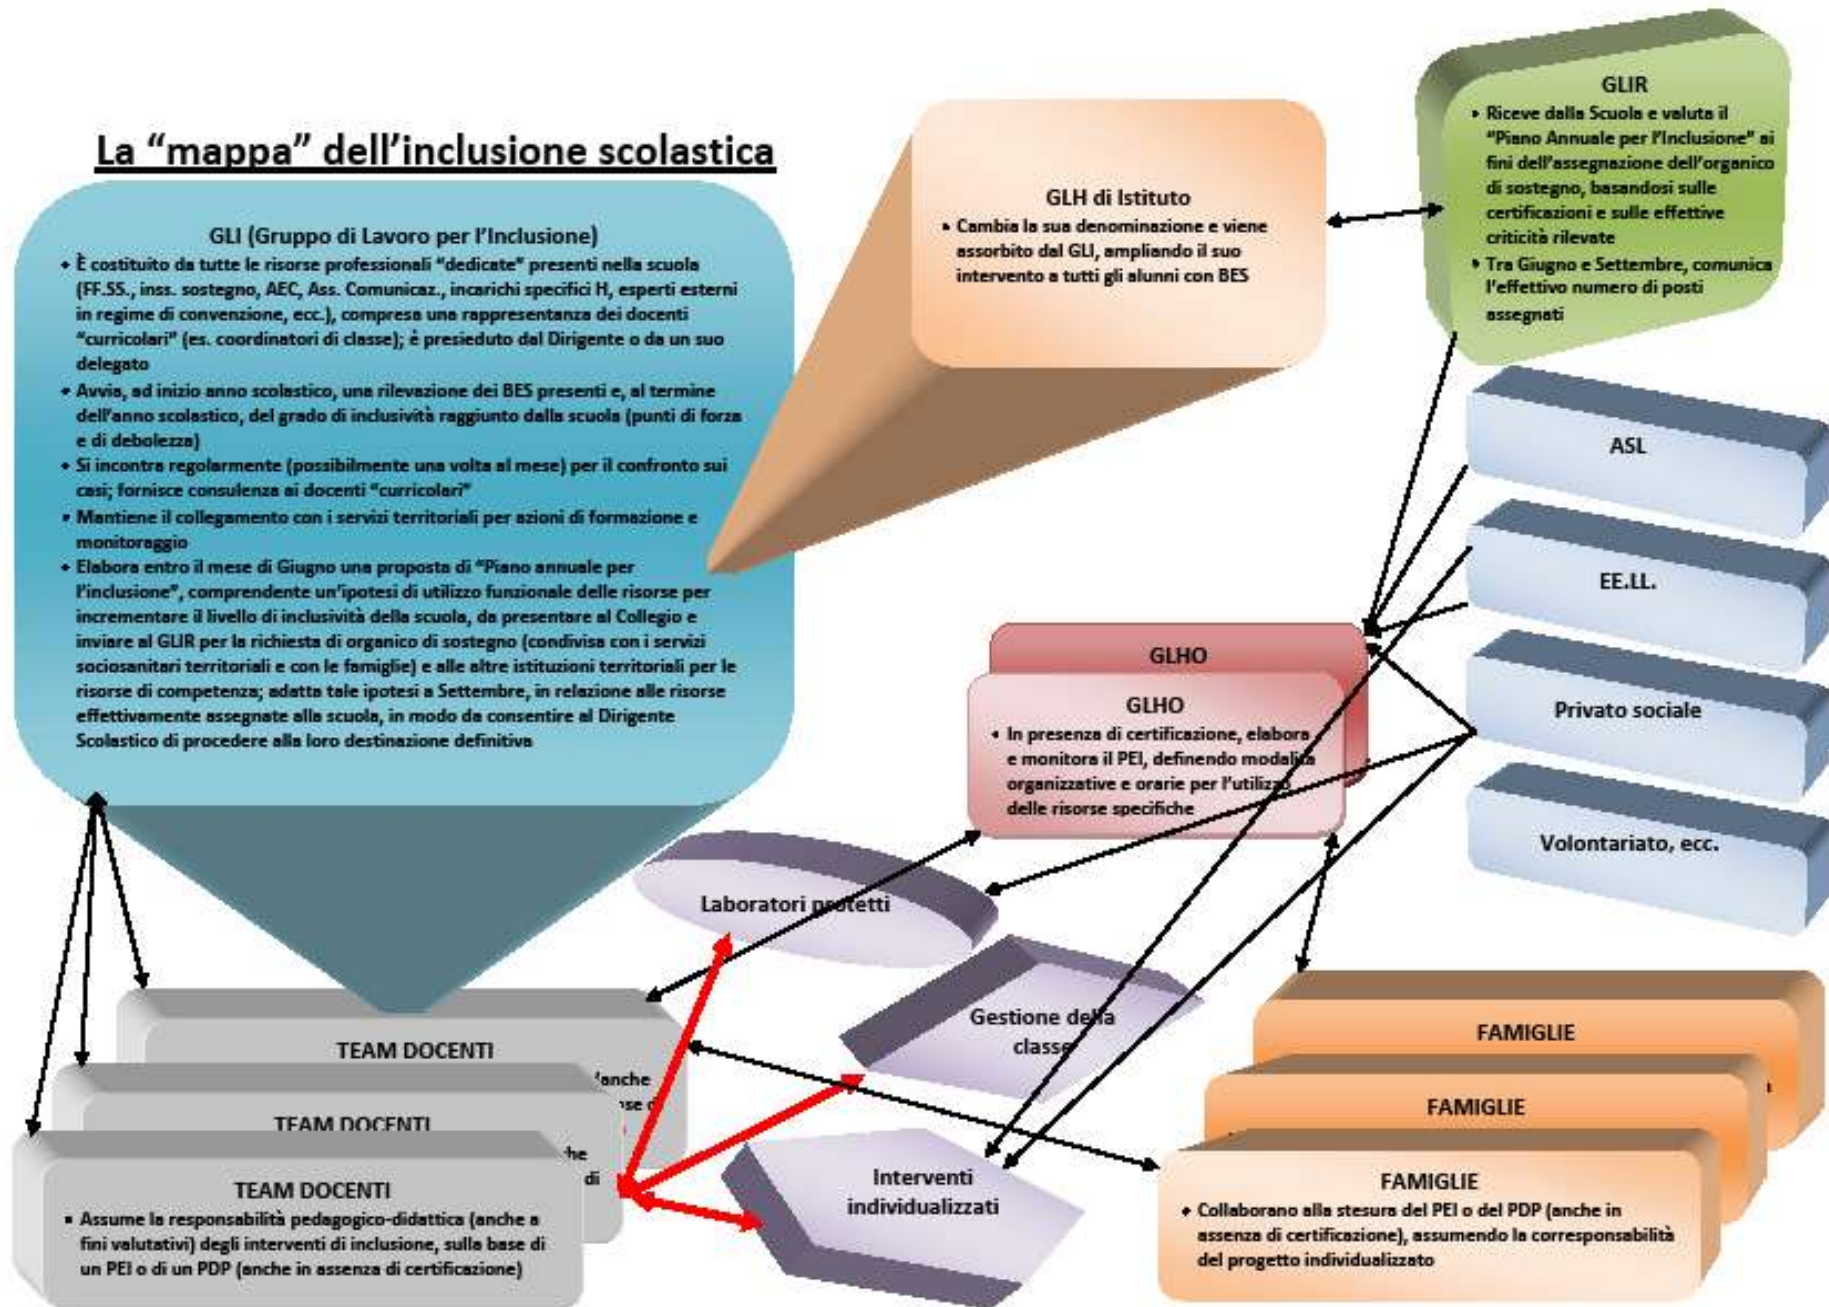 La “mappa” dell’inclusione scolastica
GLI (Gruppo di Lavoro per l’Inclusione)
• È costituito da tutte le risorse professionali “dedicate” presenti nella scuola
(FF.SS., inss. sostegno, AEC, Ass. Comunicaz., incarichi specifici H, esperti esterni
in regime di convenzione, ecc.), compresa una rappresentanza dei docenti
“curricolari” (es. coordinatori di classe); è presieduto dal Dirigente o da un suo
delegato
• Avvia, ad inizio anno scolastico, una rilevazione dei BES presenti e, al termine
dell’anno scolastico, del grado di inclusività raggiunto dalla scuola (punti di forza
e di debolezza)
• Si incontra regolarmente (possibilmente una volta al mese) per il confronto sui
casi; fornisce consulenza ai docenti “curricolari”
• Mantiene il collegamento con i servizi territoriali per azioni di formazione e
monitoraggio
• Elabora entro il mese di Giugno una proposta di “Piano annuale per
l’inclusione”, comprendente un’ipotesi di utilizzo funzionale delle risorse per
incrementare il livello di inclusività della scuola, da presentare al Collegio e
inviare al GLIR per la richiesta di organico di sostegno (condivisa con i servizi
sociosanitari territoriali e con le famiglie) e alle altre istituzioni territoriali per le
risorse di competenza; adatta tale ipotesi a Settembre, in relazione alle risorse
effettivamente assegnate alla scuola, in modo da consentire al Dirigente
Scolastico di procedere alla loro destinazione definitiva
GLH di Istituto
• Cambia la sua denominazione e viene
assorbito dal GLI, ampliando il suo
intervento a tutti gli alunni con BES
GLIR
• Riceve dalla Scuola e valuta il
“Piano Annuale per l’Inclusione” ai
fini dell’assegnazione dell’organico
di sostegno, basandosi sulle
certificazioni e sulle effettive
criticità rilevate
• Tra Giugno e Settembre, comunica
l’effettivo numero di posti
assegnati
ASL
EE.LL.
Privato sociale
Volontariato, ecc.
GLHO
GLHO
• In presenza di certificazione, elabora
e monitora il PEI, definendo modalità
organizzative e orarie per l’utilizzo
delle risorse specifiche
Laboratori protetti
Gestione della
classe
Interventi
individualizzati
TEAM DOCENTI
’anche
di
TEAM DOCENTI
di
TEAM DOCENTI
▪ Assume la responsabilità pedagogico-didattica (anche a
fini valutativi) degli interventi di inclusione, sulla base di
un PEI o di un PDP (anche in assenza di certificazione)
FAMIGLIE
FAMIGLIE
FAMIGLIE
• Collaborano alla stesura del PEI o del PDP (anche in
assenza di certificazione), assumendo la corresponsabilità
del progetto individualizzato